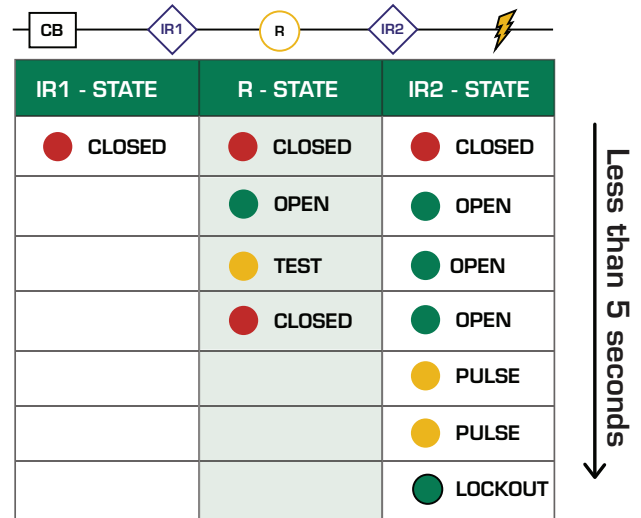 CB IR1 R IR2
IR1 - STATE R - STATE IR2 - STATE
CLOSED CLOSED CLOSED
OPEN OPEN
TEST OPEN
CLOSED OPEN
PULSE
PULSE
LOCKOUT
Less than 5 seconds